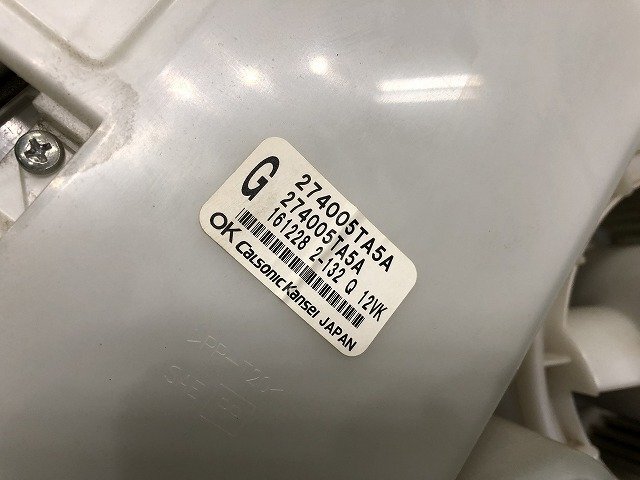 G
274005TA5A
274005TA5A
161228 2-132 Q 12VK
OK CalsonicKansei JAPAN